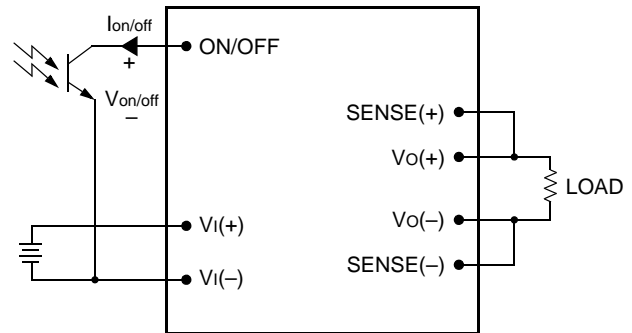 Ion/off
+
ON/OFF
Von/off
–
SENSE(+)
VO(+)
LOAD
VO(–)
VI(+)
SENSE(–)
VI(–)